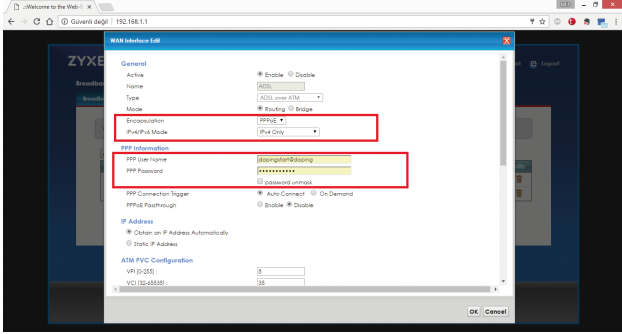 ::Welcome to the Web-B
Güvenli değil | 192.168.1.1
WAN Interface Edit
ZYXE
Logout
General
Active Enable Disable
Name ADSL
Type ADSL over ATM
Mode Routing Bridge
Encapsulation PPPoE
IPv4/IPv6 Mode IPv4 Only
PPP Information
PPP User Name dopingstart@doping
PPP Password •••••••••••
password unmask
PPP Connection Trigger Auto Connect On Demand
PPPoE Passthrough Enable Disable
IP Address
Obtain an IP Address Automatically
Static IP Address
ATM PVC Configuration
VPI [0-255] : 8
VCI [32-65535] : 35
OK Cancel